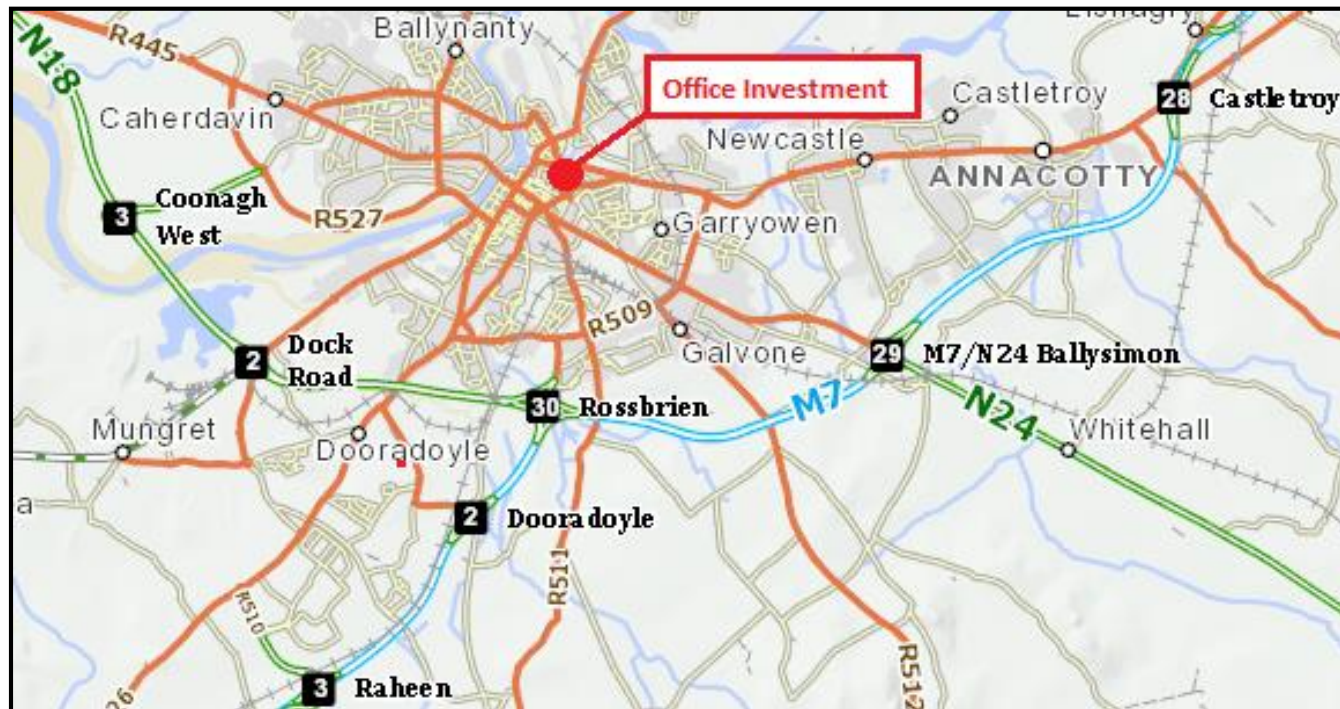 R445
Ballynanty
N18
Office Investment
28
Castletroy
Castletroy
Caherdavin
Newcastle
ANNACOTTY
3
Coonagh
West
R527
Garryowen
R509
2
Dock
Road
Galvone
29
M7/N24 Ballysimon
M7
30
Rossbrien
N24
Mungret
Dooradoyle
Whitehall
a
2
Dooradoyle
R511
R510
R512
3
Raheen
26